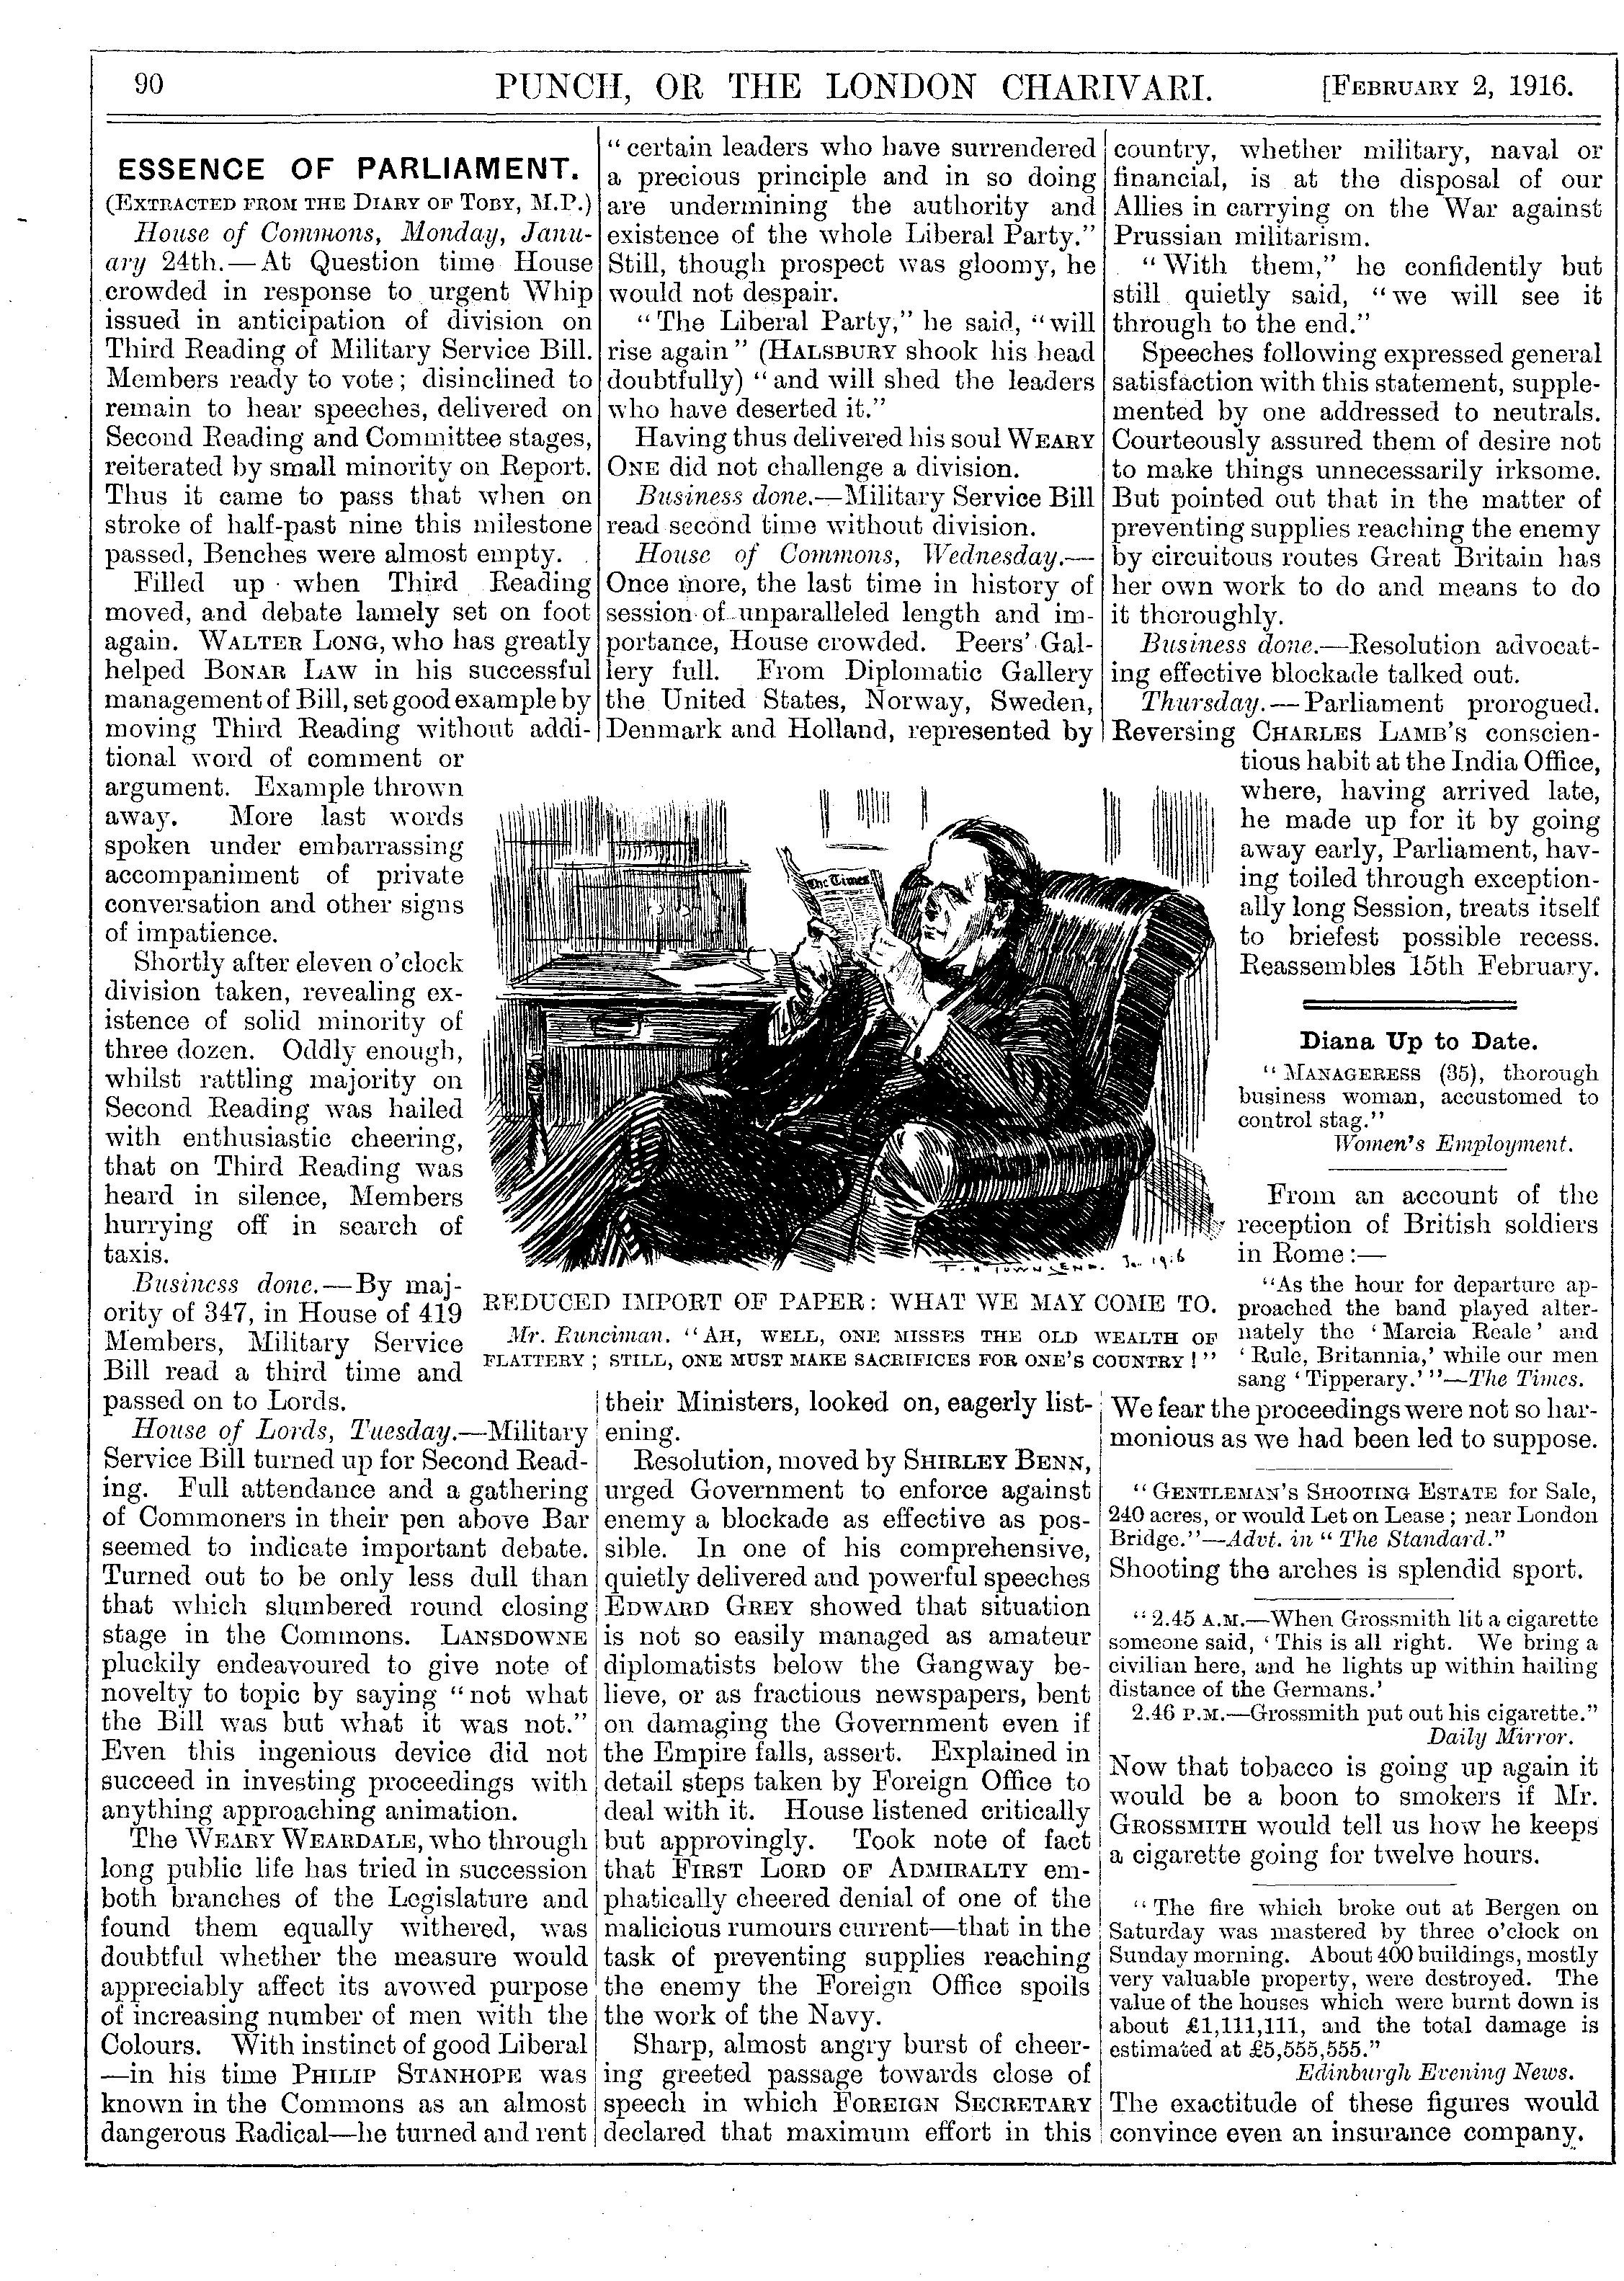 90
PUNCH, OR THE LONDON CHARIVARI.
[FEBRUARY 2, 1916.
ESSENCE OF PARLIAMENT.
(EXTRACTED FROM THE DIARY OF TOBY, M.P.)
House of Commons, Monday, Janu-
ary 24th.—At Question time House
crowded in response to urgent Whip
issued in anticipation of division on
Third Reading of Military Service Bill.
Members ready to vote; disinclined to
remain to hear speeches, delivered on
Second Reading and Committee stages,
reiterated by small minority on Report.
Thus it came to pass that when on
stroke of half-past nine this milestone
passed, Benches were almost empty.
Filled up when Third Reading
moved, and debate lamely set on foot
again. WALTER LONG, who has greatly
helped BONAR LAW in his successful
management of Bill, set good example by
moving Third Reading without addi-
tional word of comment or
argument. Example thrown
away. More last words
spoken under embarrassing
accompaniment of private
conversation and other signs
of impatience.
Shortly after eleven o'clock
division taken, revealing ex-
istence of solid minority of
three dozen. Oddly enough,
whilst rattling majority on
Second Reading was hailed
with enthusiastic cheering,
that on Third Reading was
heard in silence, Members
hurrying off in search of
taxis.
Business done.—By maj-
ority of 347, in House of 419
Members, Military Service
Bill read a third time and
passed on to Lords.
House of Lords, Tuesday.—Military
Service Bill turned up for Second Read-
ing. Full attendance and a gathering
of Commoners in their pen above Bar
seemed to indicate important debate.
Turned out to be only less dull than
that which slumbered round closing
stage in the Commons. LANSDOWNE
pluckily endeavoured to give note of
novelty to topic by saying "not what
the Bill was but what it was not."
Even this ingenious device did not
succeed in investing proceedings with
anything approaching animation.
The WEARY WEARDALE, who through
long public life has tried in succession
both branches of the Legislature and
found them equally withered, was
doubtful whether the measure would
appreciably affect its avowed purpose
of increasing number of men with the
Colours. With instinct of good Liberal
—in his time PHILIP STANHOPE was
known in the Commons as an almost
dangerous Radical—he turned and rent
"certain leaders who have surrendered
a precious principle and in so doing
are undermining the authority and
existence of the whole Liberal Party."
Still, though prospect was gloomy, he
would not despair.
"The Liberal Party," he said, "will
rise again" (HALSBURY shook his head
doubtfully) "and will shed the leaders
who have deserted it."
Having thus delivered his soul WEARY
ONE did not challenge a division.
Business done.—Military Service Bill
read second time without division.
House of Commons, Wednesday.—
Once more, the last time in history of
session of unparalleled length and im-
portance, House crowded. Peers' Gal-
lery full. From Diplomatic Gallery
the United States, Norway, Sweden,
Denmark and Holland, represented by
The Times
F. H. TOWNSEND. Jan 1916
REDUCED IMPORT OF PAPER: WHAT WE MAY COME TO.
Mr. Runciman. "AH, WELL, ONE MISSES THE OLD WEALTH OF
FLATTERY; STILL, ONE MUST MAKE SACRIFICES FOR ONE'S COUNTRY!"
their Ministers, looked on, eagerly list-
ening.
Resolution, moved by SHIRLEY BENN,
urged Government to enforce against
enemy a blockade as effective as pos-
sible. In one of his comprehensive,
quietly delivered and powerful speeches
EDWARD GREY showed that situation
is not so easily managed as amateur
diplomatists below the Gangway be-
lieve, or as fractious newspapers, bent
on damaging the Government even if
the Empire falls, assert. Explained in
detail steps taken by Foreign Office to
deal with it. House listened critically
but approvingly. Took note of fact
that FIRST LORD OF ADMIRALTY em-
phatically cheered denial of one of the
malicious rumours current—that in the
task of preventing supplies reaching
the enemy the Foreign Office spoils
the work of the Navy.
Sharp, almost angry burst of cheer-
ing greeted passage towards close of
speech in which FOREIGN SECRETARY
declared that maximum effort in this
country, whether military, naval or
financial, is at the disposal of our
Allies in carrying on the War against
Prussian militarism.
"With them," he confidently but
still quietly said, "we will see it
through to the end."
Speeches following expressed general
satisfaction with this statement, supple-
mented by one addressed to neutrals.
Courteously assured them of desire not
to make things unnecessarily irksome.
But pointed out that in the matter of
preventing supplies reaching the enemy
by circuitous routes Great Britain has
her own work to do and means to do
it thoroughly.
Business done.—Resolution advocat-
ing effective blockade talked out.
Thursday.—Parliament prorogued.
Reversing CHARLES LAMB'S conscien-
tious habit at the India Office,
where, having arrived late,
he made up for it by going
away early, Parliament, hav-
ing toiled through exception-
ally long Session, treats itself
to briefest possible recess.
Reassembles 15th February.
Diana Up to Date.
"MANAGERESS (35), thorough
business woman, accustomed to
control stag."
Women's Employment.
From an account of the
reception of British soldiers
in Rome:—
"As the hour for departure ap-
proached the band played alter-
nately the 'Marcia Reale' and
'Rule, Britannia,' while our men
sang 'Tipperary.'"—The Times.
We fear the proceedings were not so har-
monious as we had been led to suppose.
"GENTLEMAN'S SHOOTING ESTATE for Sale,
240 acres, or would Let on Lease; near London
Bridge."—Advt. in "The Standard."
Shooting the arches is splendid sport.
"2.45 A.M.—When Grossmith lit a cigarette
someone said, 'This is all right. We bring a
civilian here, and he lights up within hailing
distance of the Germans.'
2.46 P.M.—Grossmith put out his cigarette."
Daily Mirror.
Now that tobacco is going up again it
would be a boon to smokers if Mr.
GROSSMITH would tell us how he keeps
a cigarette going for twelve hours.
"The fire which broke out at Bergen on
Saturday was mastered by three o'clock on
Sunday morning. About 400 buildings, mostly
very valuable property, were destroyed. The
value of the houses which were burnt down is
about £1,111,111, and the total damage is
estimated at £5,555,555."
Edinburgh Evening News.
The exactitude of these figures would
convince even an insurance company.